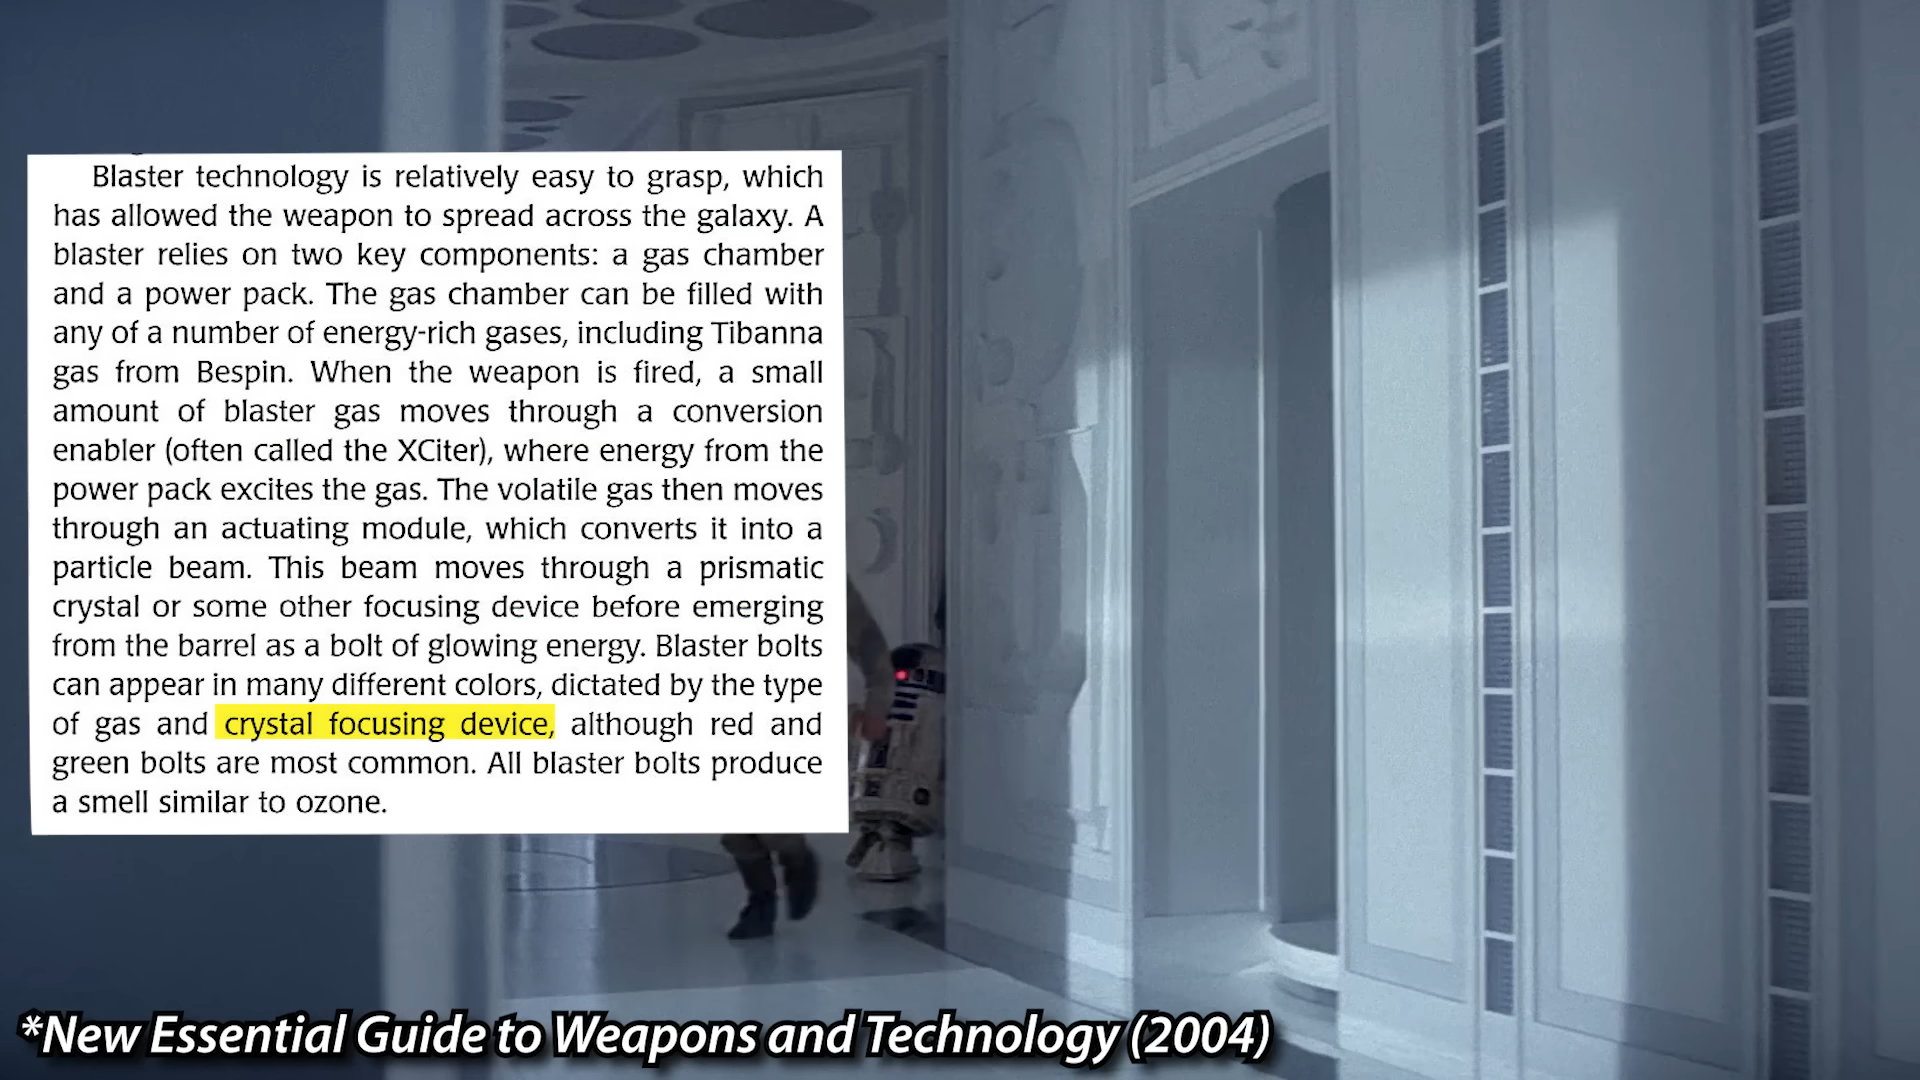 Blaster technology is relatively easy to grasp, which
has allowed the weapon to spread across the galaxy. A
blaster relies on two key components: a gas chamber
and a power pack. The gas chamber can be filled with
any of a number of energy-rich gases, including Tibanna
gas from Bespin. When the weapon is fired, a small
amount of blaster gas moves through a conversion
enabler (often called the XCiter), where energy from the
power pack excites the gas. The volatile gas then moves
through an actuating module, which converts it into a
particle beam. This beam moves through a prismatic
crystal or some other focusing device before emerging
from the barrel as a bolt of glowing energy. Blaster bolts
can appear in many different colors, dictated by the type
of gas and crystal focusing device, although red and
green bolts are most common. All blaster bolts produce
a smell similar to ozone.
*New Essential Guide to Weapons and Technology (2004)